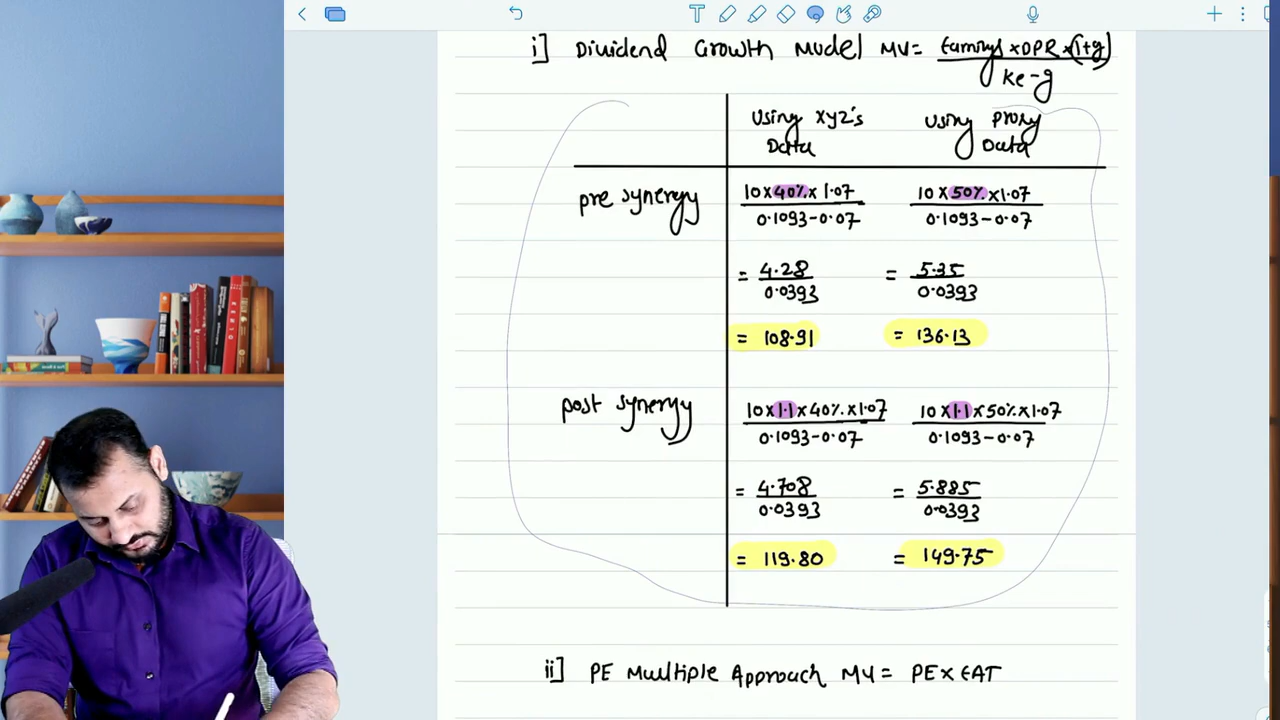 i] Dividend Growth Model MV= Earnings x DPR x (1+g)
ke-g
Using XYZ's Data
Using Proxy Data
pre synergy
10 x 40% x 1.07
0.1093-0.07
10 x 50% x 1.07
0.1093-0.07
= 4.28
0.0393
= 5.35
0.0393
= 108.91
= 136.13
post synergy
10 x 1.1 x 40% x 1.07
0.1093-0.07
10 x 1.1 x 50% x 1.07
0.1093-0.07
= 4.708
0.0393
= 5.885
0.0393
= 119.80
= 149.75
ii] PE Multiple Approach MV= PE x EAT